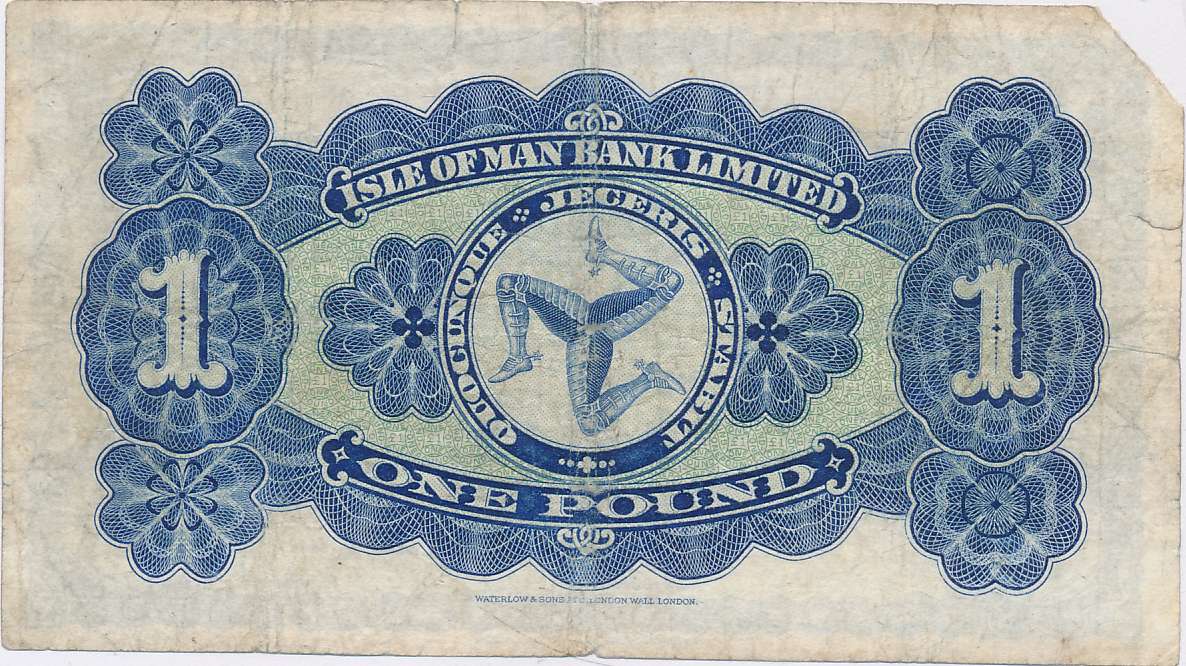 ISLE OF MAN BANK LIMITED
QUOCUNQUE JECERIS STABIT
1
1
ONE POUND
WATERLOW & SONS LTD. LONDON WALL LONDON.